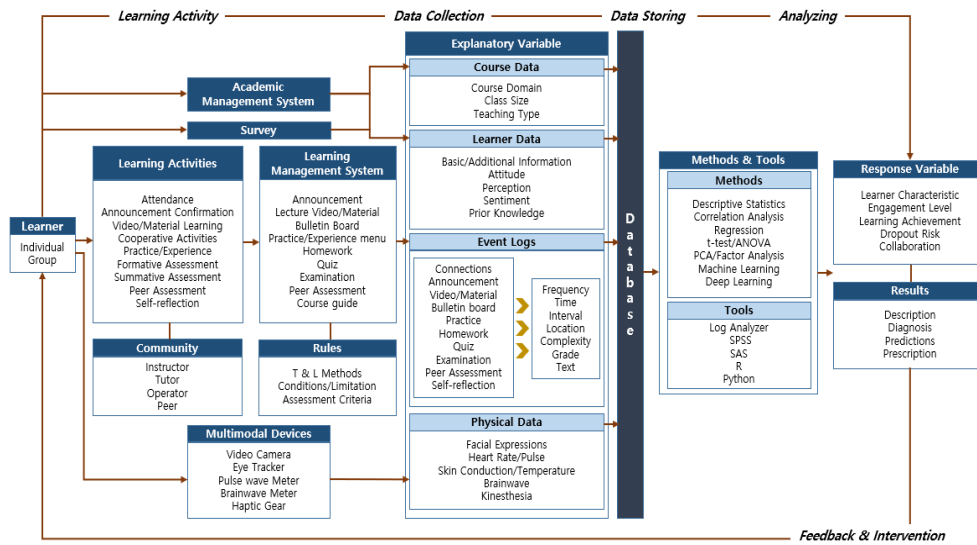 Learning Activity
Data Collection
Data Storing
Analyzing
Learner
Individual
Group
Academic
Management System
Survey
Learning Activities
Attendance
Announcement Confirmation
Video/Material Learning
Cooperative Activities
Practice/Experience
Formative Assessment
Summative Assessment
Peer Assessment
Self-reflection
Community
Instructor
Tutor
Operator
Peer
Learning
Management System
Announcement
Lecture Video/Material
Bulletin Board
Practice/Experience menu
Homework
Quiz
Examination
Peer Assessment
Course guide
Rules
T & L Methods
Conditions/Limitation
Assessment Criteria
Multimodal Devices
Video Camera
Eye Tracker
Pulse wave Meter
Brainwave Meter
Haptic Gear
Explanatory Variable
Course Data
Course Domain
Class Size
Teaching Type
Learner Data
Basic/Additional Information
Attitude
Perception
Sentiment
Prior Knowledge
Event Logs
Connections
Announcement
Video/Material
Bulletin board
Practice
Homework
Quiz
Examination
Peer Assessment
Self-reflection
Frequency
Time
Interval
Location
Complexity
Grade
Text
Physical Data
Facial Expressions
Heart Rate/Pulse
Skin Conduction/Temperature
Brainwave
Kinesthesia
Database
Methods & Tools
Methods
Descriptive Statistics
Correlation Analysis
Regression
t-test/ANOVA
PCA/Factor Analysis
Machine Learning
Deep Learning
Tools
Log Analyzer
SPSS
SAS
R
Python
Response Variable
Learner Characteristic
Engagement Level
Learning Achievement
Dropout Risk
Collaboration
Results
Description
Diagnosis
Predictions
Prescription
Feedback & Intervention